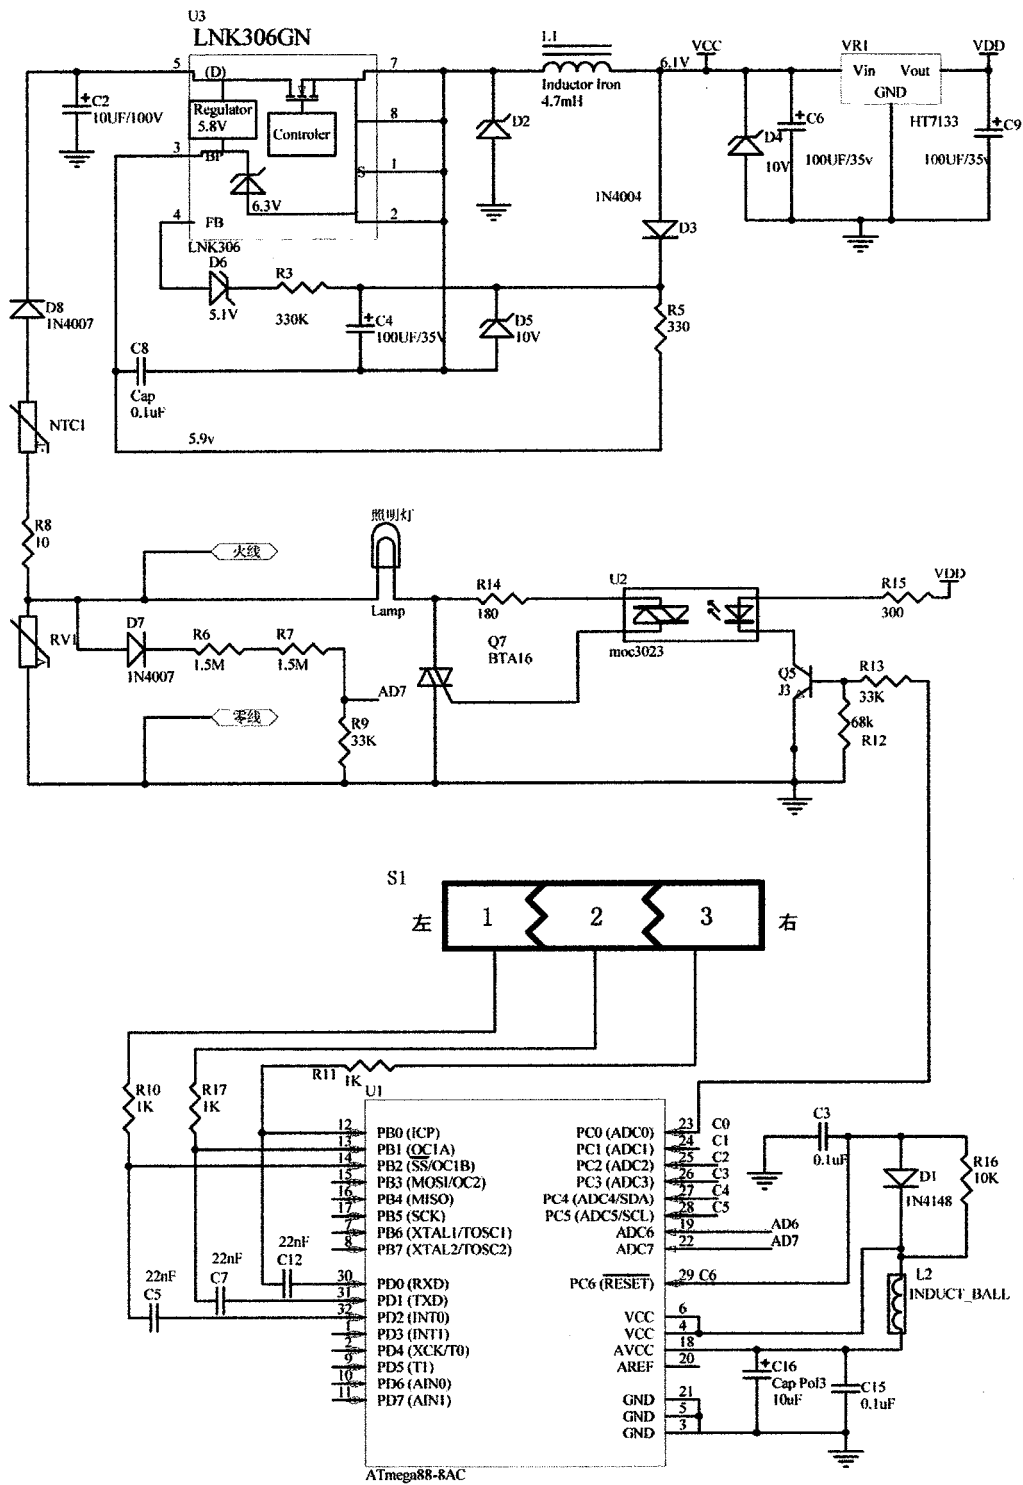 U3
LNK306GN
5
(D)
7
C2
10UF/100V
Regulator
5.8V
Controler
8
3
BP
S
1
6.3V
2
4
FB
LNK306
D2
L1
Inductor Iron
4.7mH
6.1V
VCC
VR1
Vin
Vout
GND
HT7133
VDD
D4
10V
C6
100UF/35v
C9
100UF/35v
1N4004
D3
D6
5.1V
R3
330K
C4
100UF/35V
D5
10V
R5
330
C8
Cap
0.1uF
5.9v
D8
1N4007
NTC1
R8
10
火线
照明灯
Lamp
RV1
D7
1N4007
R6
1.5M
R7
1.5M
AD7
R9
33K
零线
R14
180
Q7
BTA16
U2
moc3023
R15
300
VDD
Q5
J3
R13
33K
68k
R12
S1
左
1
2
3
右
R10
1K
R17
1K
R11
1K
U1
12
PB0 (ICP)
13
PB1 (OC1A)
14
PB2 (SS/OC1B)
15
PB3 (MOSI/OC2)
16
PB4 (MISO)
17
PB5 (SCK)
7
PB6 (XTAL1/TOSC1)
8
PB7 (XTAL2/TOSC2)
30
PD0 (RXD)
31
PD1 (TXD)
32
PD2 (INT0)
1
PD3 (INT1)
2
PD4 (XCK/T0)
9
PD5 (T1)
10
PD6 (AIN0)
11
PD7 (AIN1)
PC0 (ADC0)
23
C0
PC1 (ADC1)
24
C1
PC2 (ADC2)
25
C2
PC3 (ADC3)
26
C3
PC4 (ADC4/SDA)
27
C4
PC5 (ADC5/SCL)
28
C5
ADC6
19
AD6
ADC7
22
AD7
PC6 (RESET)
29
C6
VCC
6
VCC
4
AVCC
18
AREF
20
GND
21
GND
5
GND
3
ATmega88-8AC
22nF
C12
22nF
C7
22nF
C5
C3
0.1uF
D1
1N4148
R16
10K
L2
INDUCT_BALL
C16
Cap Pol3
10uF
C15
0.1uF